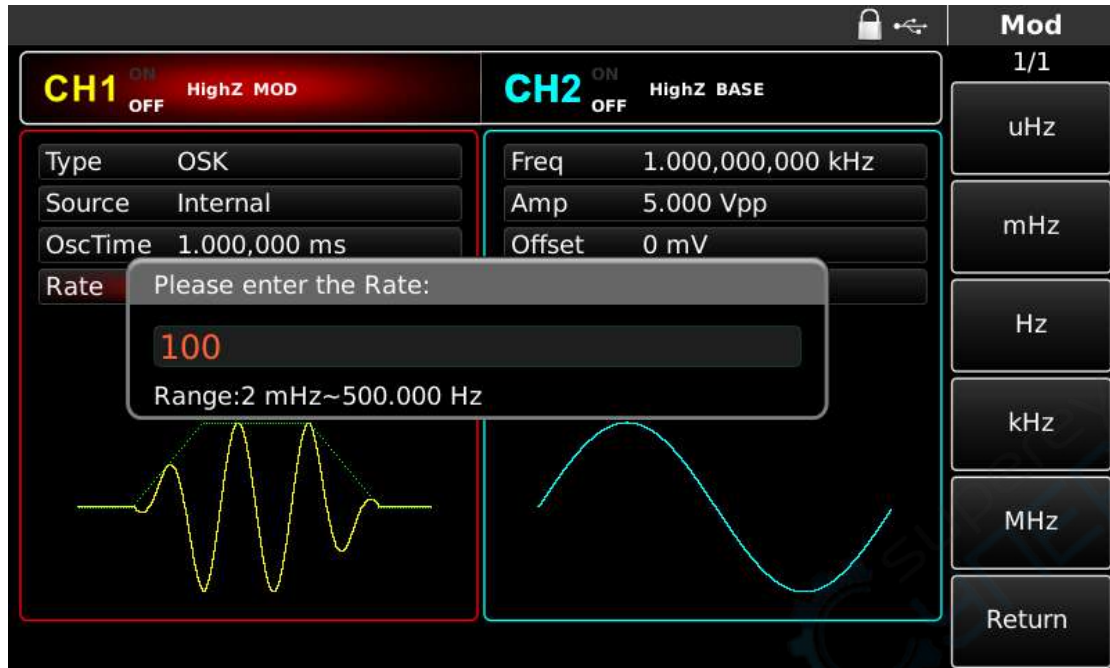 Mod
1/1
CH1 ON OFF HighZ MOD
CH2 ON OFF HighZ BASE
Type OSK
Source Internal
OscTime 1.000,000 ms
Rate
Freq 1.000,000,000 kHz
Amp 5.000 Vpp
Offset 0 mV
Please enter the Rate:
100
Range:2 mHz~500.000 Hz
uHz
mHz
Hz
kHz
MHz
Return